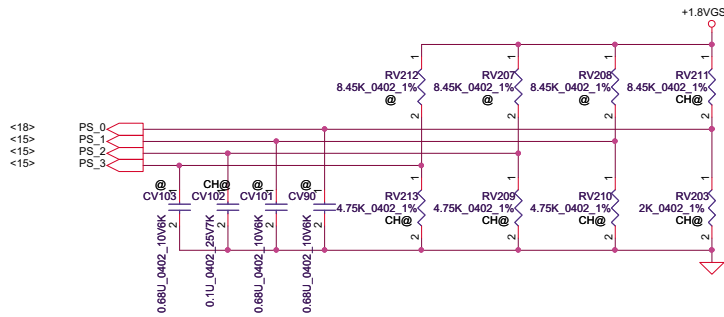 +1.8VGS
1
1
1
1
RV212
RV207
RV208
RV211
8.45K_0402_1%
8.45K_0402_1%
8.45K_0402_1%
8.45K_0402_1%
@
@
@
CH@
2
2
2
2
<18>
PS_0
<15>
PS_1
<15>
PS_2
<15>
PS_3
@
CH@
@
@
1
1
1
1
CV103
CV102
CV101
CV90
2
2
2
2
0.68U_0402_10V6K
0.1U_0402_25V7K
0.68U_0402_10V6K
0.68U_0402_10V6K
1
1
1
1
RV213
RV209
RV210
RV203
4.75K_0402_1%
4.75K_0402_1%
4.75K_0402_1%
2K_0402_1%
CH@
CH@
CH@
CH@
2
2
2
2